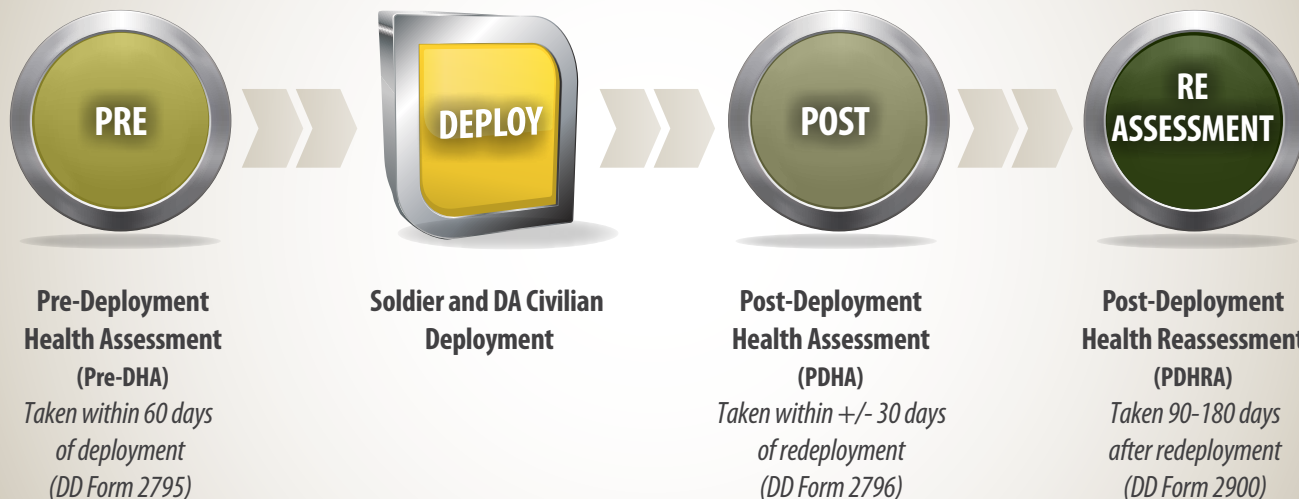 PRE
DEPLOY
POST
RE
ASSESSMENT
Pre-Deployment
Health Assessment
(Pre-DHA)
Taken within 60 days
of deployment
(DD Form 2795)
Soldier and DA Civilian
Deployment
Post-Deployment
Health Assessment
(PDHA)
Taken within +/- 30 days
of redeployment
(DD Form 2796)
Post-Deployment
Health Reassessment
(PDHRA)
Taken 90-180 days
after redeployment
(DD Form 2900)